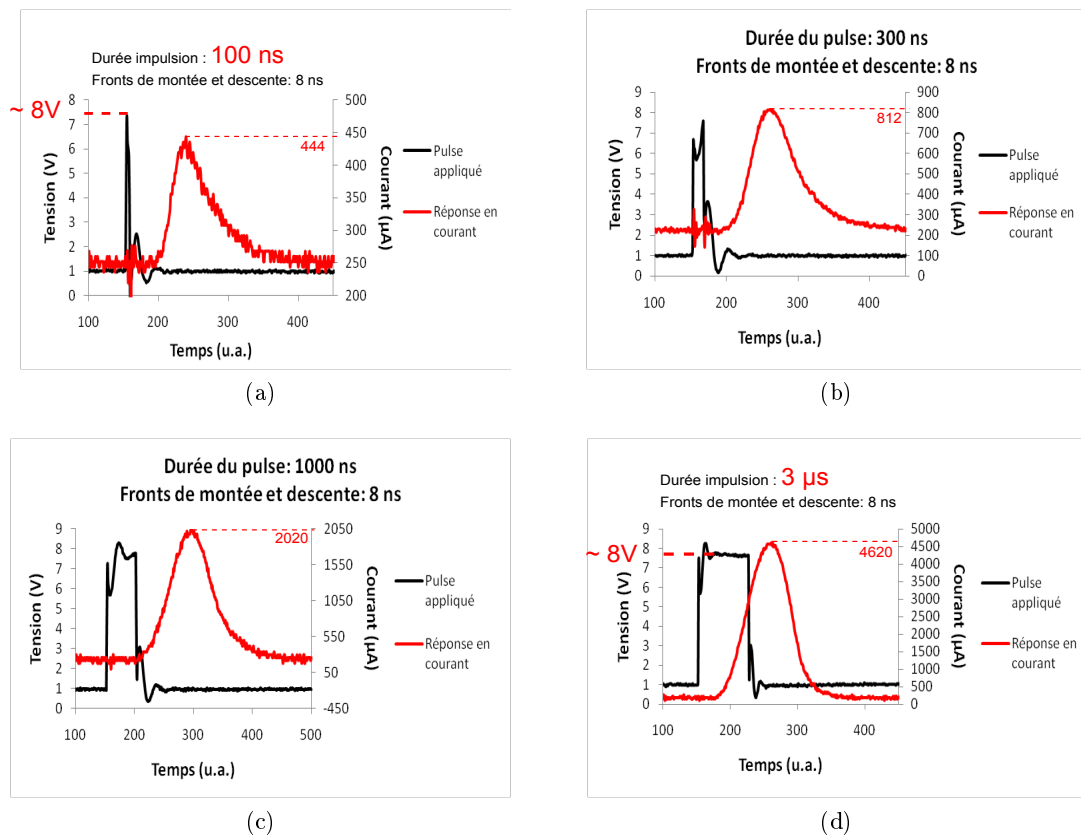 Durée impulsion : 100 ns
Fronts de montée et descente: 8 ns
~ 8V
8
7
6
5
4
3
2
1
0
Tension (V)
500
450
400
350
300
250
200
Courant (µA)
444
Pulse
appliqué
Réponse en
courant
100
200
300
400
Temps (u.a.)
(a)
Durée du pulse: 300 ns
Fronts de montée et descente: 8 ns
9
8
7
6
5
4
3
2
1
0
Tension (V)
900
800
700
600
500
400
300
200
100
0
Courant (µA)
812
Pulse
appliqué
Réponse en
courant
100
200
300
400
Temps (u.a.)
(b)
Durée du pulse: 1000 ns
Fronts de montée et descente: 8 ns
9
8
7
6
5
4
3
2
1
0
Tension (V)
2050
1550
1050
550
50
-450
Courant (µA)
2020
Pulse
appliqué
Réponse en
courant
100
200
300
400
500
Temps (u.a.)
(c)
Durée impulsion : 3 µs
Fronts de montée et descente: 8 ns
~ 8V
9
8
7
6
5
4
3
2
1
0
Tension (V)
5000
4500
4000
3500
3000
2500
2000
1500
1000
500
0
Courant (µA)
4620
Pulse
appliqué
Réponse en
courant
100
200
300
400
Temps (u.a.)
(d)